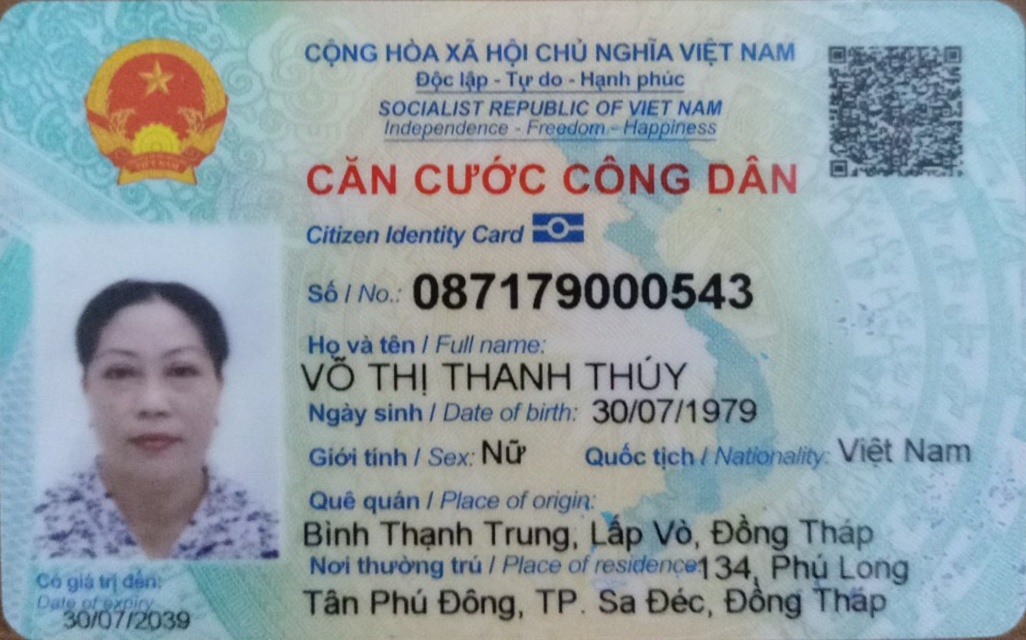 CỘNG HÒA XÃ HỘI CHỦ NGHĨA VIỆT NAM
Độc lập - Tự do - Hạnh phúc
SOCIALIST REPUBLIC OF VIET NAM
Independence - Freedom - Happiness
CĂN CƯỚC CÔNG DÂN
Citizen Identity Card
Số / No.: 087179000543
Họ và tên / Full name:
VÕ THỊ THANH THÚY
Ngày sinh / Date of birth: 30/07/1979
Giới tính / Sex: Nữ Quốc tịch / Nationality: Việt Nam
Quê quán / Place of origin:
Bình Thạnh Trung, Lấp Vò, Đồng Tháp
Nơi thường trú / Place of residence: 134, Phú Long
Tân Phú Đông, TP. Sa Đéc, Đồng Tháp
Có giá trị đến:
Date of expiry
30/07/2039